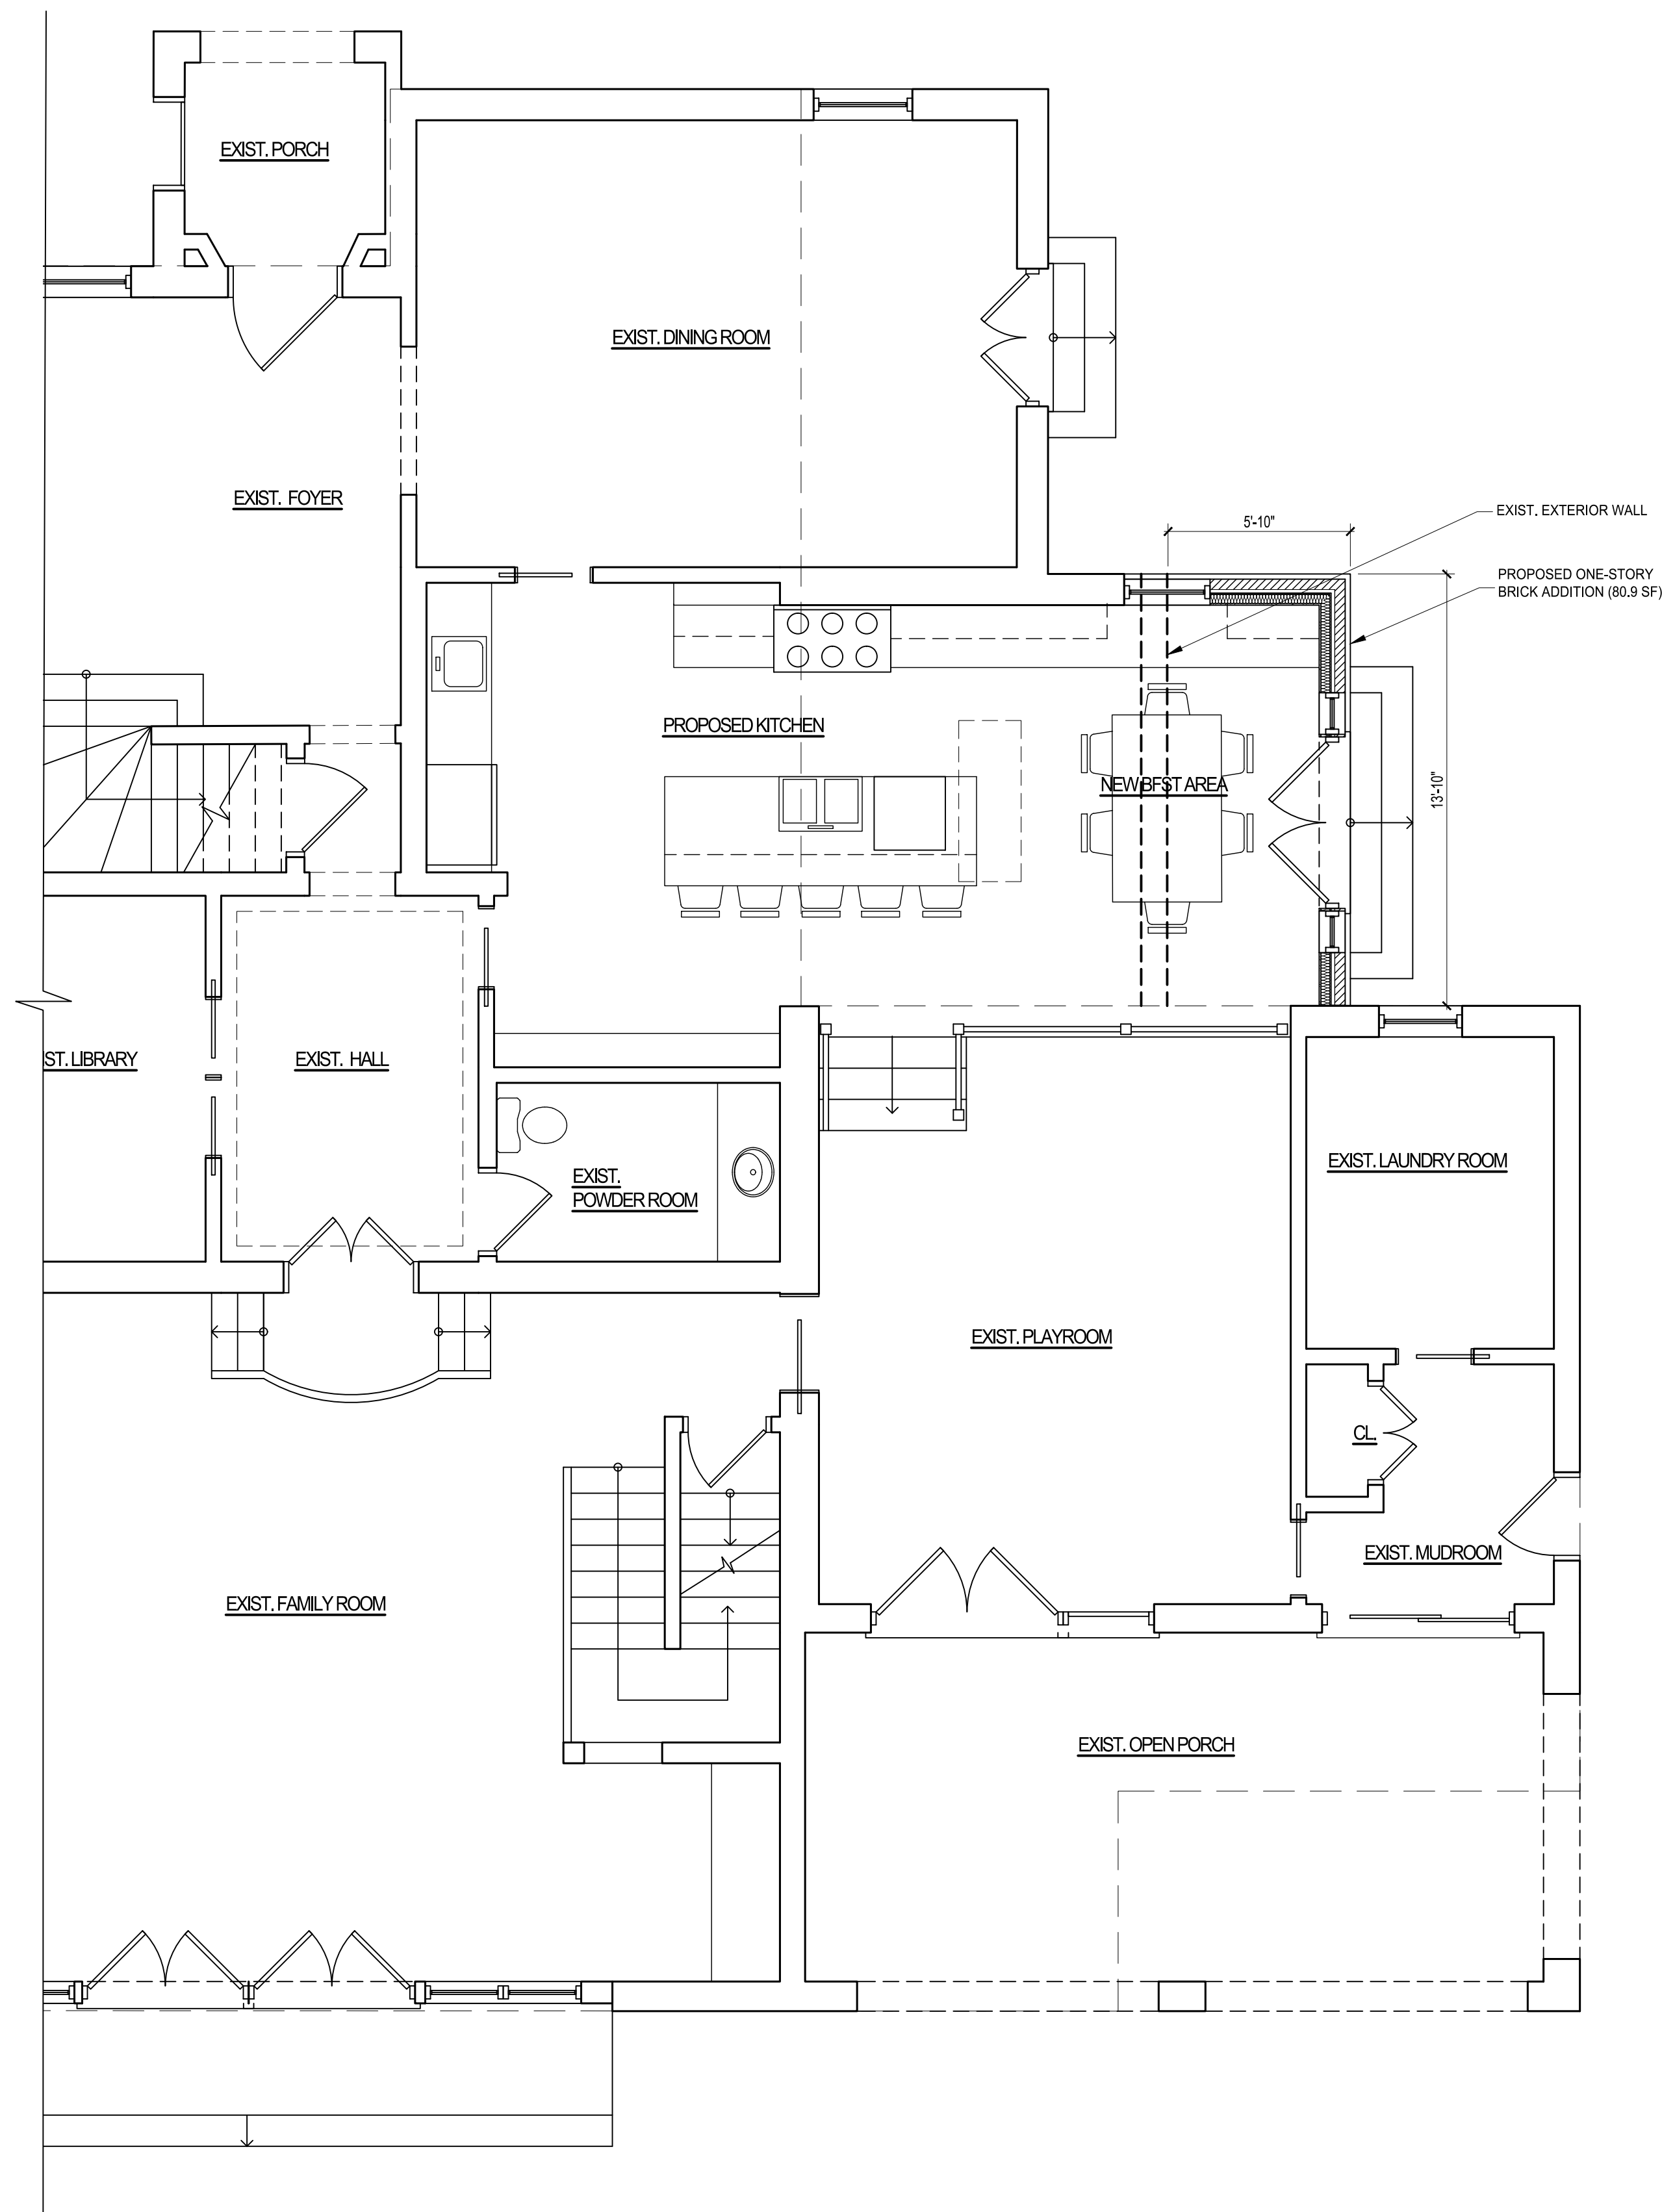 EXIST. PORCH
EXIST. DINING ROOM
EXIST. FOYER
EXIST. EXTERIOR WALL
5'-10"
PROPOSED ONE-STORY
BRICK ADDITION (80.9 SF)
PROPOSED KITCHEN
NEW BFST AREA
13'-10"
ST. LIBRARY
EXIST. HALL
EXIST.
POWDER ROOM
EXIST. LAUNDRY ROOM
EXIST. PLAYROOM
CL.
EXIST. MUDROOM
EXIST. FAMILY ROOM
EXIST. OPEN PORCH